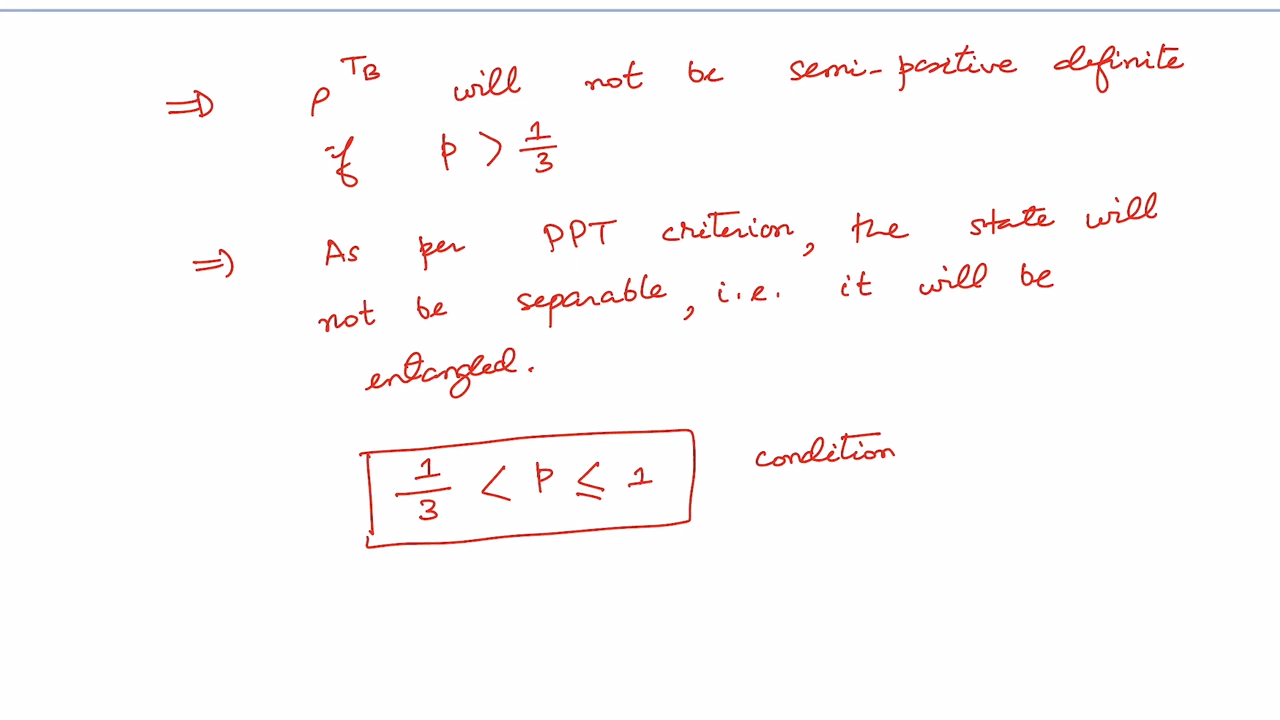 ⇒ ρ^{T_B} will not be semi-positive definite
if p > 1/3
⇒ As per PPT criterion, the state will
not be separable, i.e. it will be
entangled.
1/3 < p ≤ 1 condition